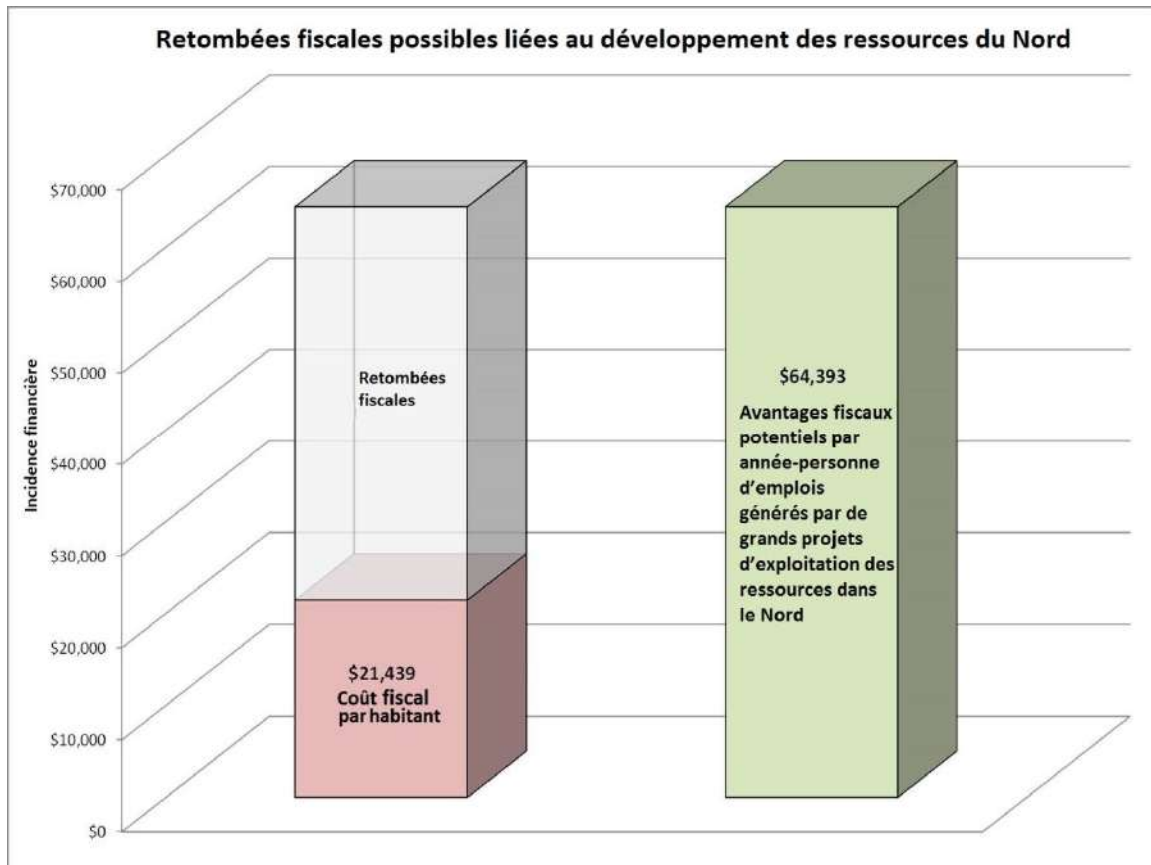 Retombées fiscales possibles liées au développement des ressources du Nord
Incidence financière
$70,000
$60,000
$50,000
$40,000
$30,000
$20,000
$10,000
$0
Retombées
fiscales
$21,439
Coût fiscal
par habitant
$64,393
Avantages fiscaux
potentiels par
année-personne
d'emplois
générés par de
grands projets
d'exploitation des
ressources dans
le Nord